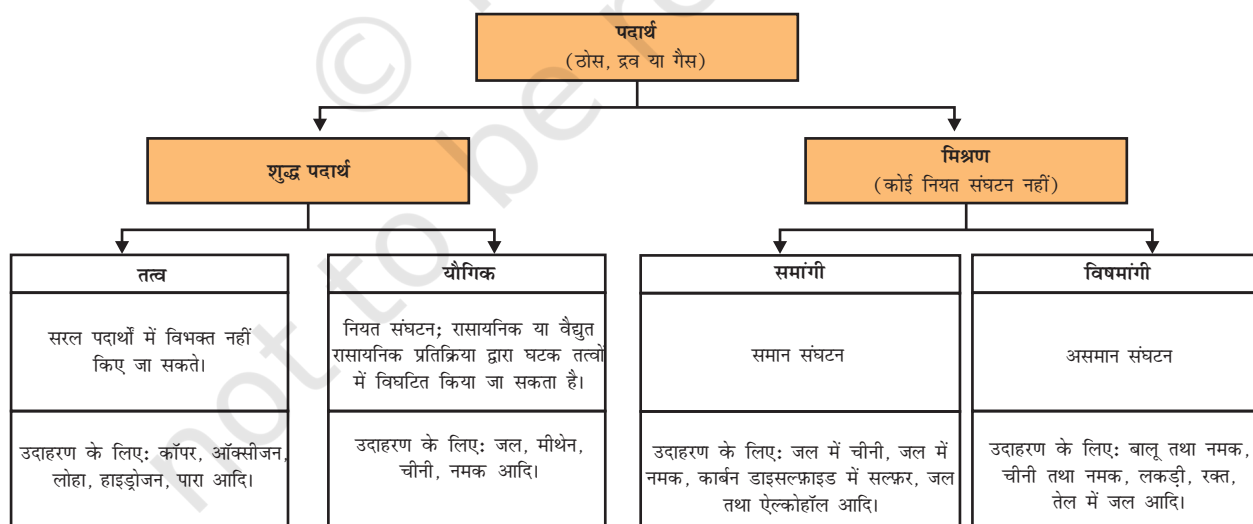 पदार्थ
(ठोस, द्रव या गैस)
शुद्ध पदार्थ
मिश्रण
(कोई नियत संघटन नहीं)
तत्व
सरल पदार्थों में विभक्त नहीं
किए जा सकते।
उदाहरण के लिए: कॉपर, ऑक्सीजन,
लोहा, हाइड्रोजन, पारा आदि।
यौगिक
नियत संघटन; रासायनिक या वैद्युत
रासायनिक प्रतिक्रिया द्वारा घटक तत्वों
में विघटित किया जा सकता है।
उदाहरण के लिए: जल, मीथेन,
चीनी, नमक आदि।
समांगी
समान संघटन
उदाहरण के लिए: जल में चीनी, जल में
नमक, कार्बन डाइसल्फ़ाइड में सल्फ़र, जल
तथा ऐल्कोहॉल आदि।
विषमांगी
असमान संघटन
उदाहरण के लिए: बालू तथा नमक,
चीनी तथा नमक, लकड़ी, रक्त,
तेल में जल आदि।
©
not to be r